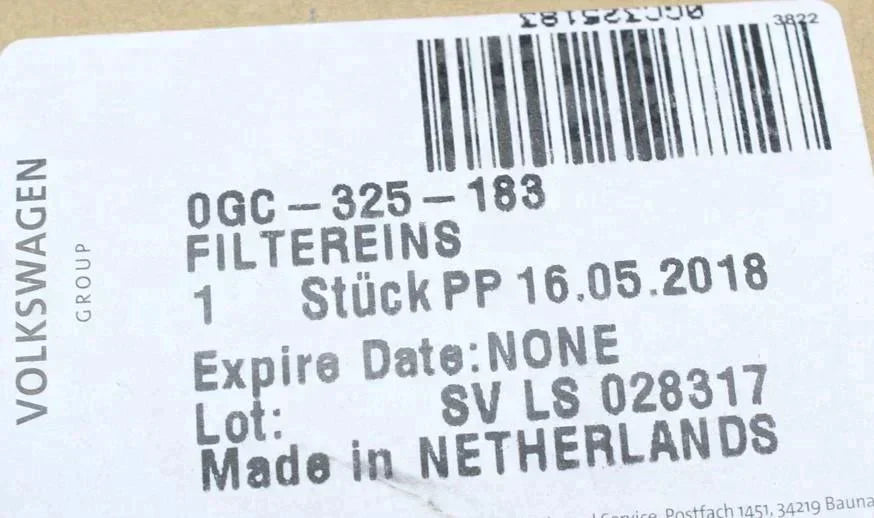 0GC325183
3822
VOLKSWAGEN
GROUP
0GC-325-183
FILTEREINS
1 Stück PP 16.05.2018
Expire Date:NONE
Lot: SV LS 028317
Made in NETHERLANDS
Service, Postfach 1451, 34219